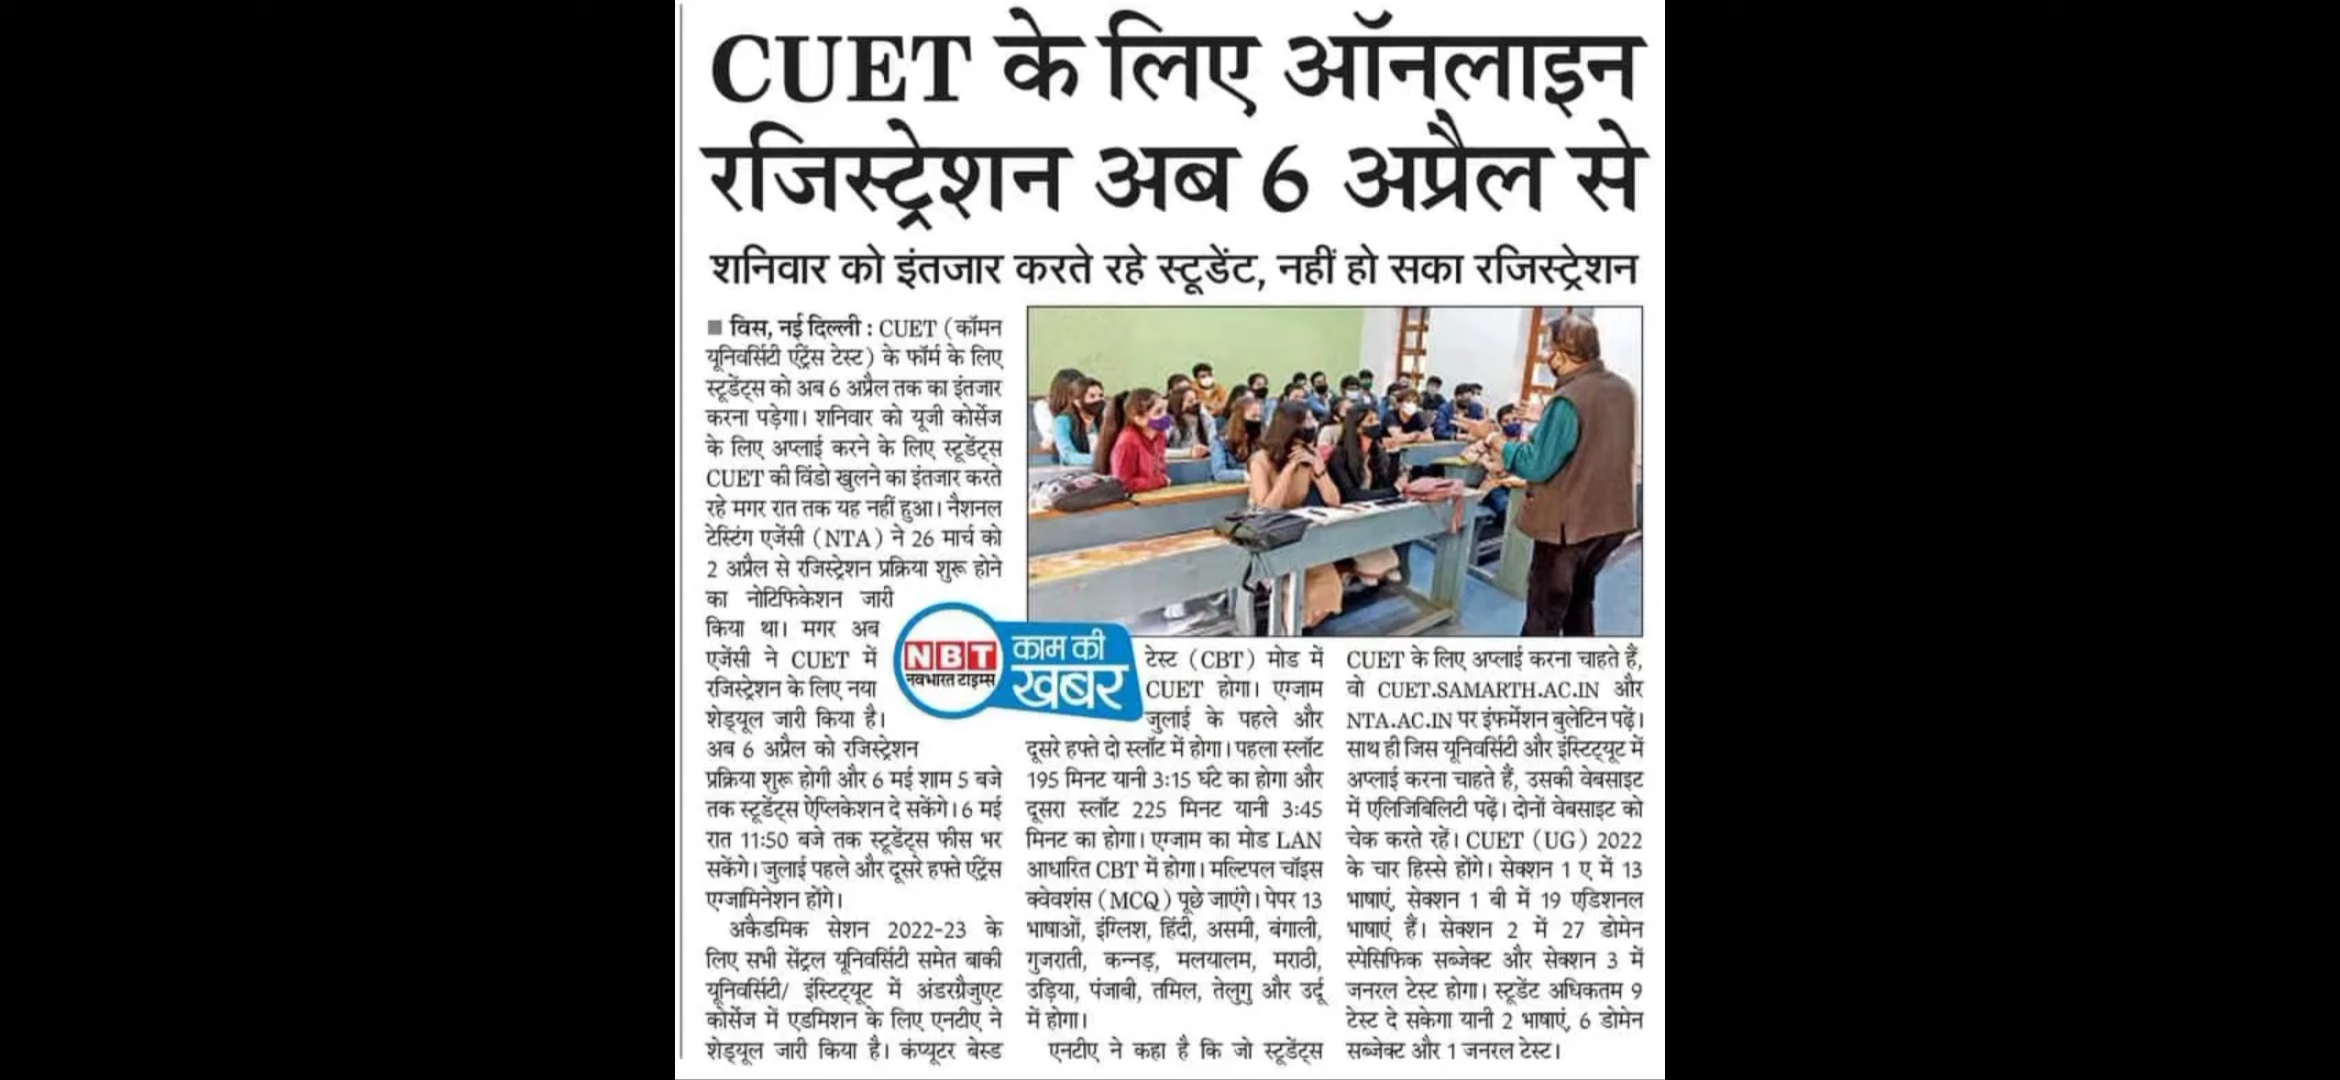 CUET के लिए ऑनलाइन
रजिस्ट्रेशन अब 6 अप्रैल से
शनिवार को इंतजार करते रहे स्टूडेंट, नहीं हो सका रजिस्ट्रेशन
■ विस, नई दिल्ली : CUET (कॉमन
यूनिवर्सिटी एंट्रेंस टेस्ट) के फॉर्म के लिए
स्टूडेंट्स को अब 6 अप्रैल तक का इंतजार
करना पड़ेगा। शनिवार को यूजी कोर्सेज
के लिए अप्लाई करने के लिए स्टूडेंट्स
CUET की विंडो खुलने का इंतजार करते
रहे मगर रात तक यह नहीं हुआ। नैशनल
टेस्टिंग एजेंसी (NTA) ने 26 मार्च को
2 अप्रैल से रजिस्ट्रेशन प्रक्रिया शुरू होने
का नोटिफिकेशन जारी
किया था। मगर अब
एजेंसी ने CUET में
रजिस्ट्रेशन के लिए नया
शेड्यूल जारी किया है।
अब 6 अप्रैल को रजिस्ट्रेशन
प्रक्रिया शुरू होगी और 6 मई शाम 5 बजे
तक स्टूडेंट्स ऐप्लिकेशन दे सकेंगे। 6 मई
रात 11:50 बजे तक स्टूडेंट्स फीस भर
सकेंगे। जुलाई पहले और दूसरे हफ्ते एंट्रेंस
एग्जामिनेशन होंगे।
अकैडमिक सेशन 2022-23 के
लिए सभी सेंट्रल यूनिवर्सिटी समेत बाकी
यूनिवर्सिटी/ इंस्टिट्यूट में अंडरग्रैजुएट
कोर्सेज में एडमिशन के लिए एनटीए ने
शेड्यूल जारी किया है। कंप्यूटर बेस्ड
NBT
नवभारत टाइम्स
काम की
खबर
टेस्ट (CBT) मोड में
CUET होगा। एग्जाम
जुलाई के पहले और
दूसरे हफ्ते दो स्लॉट में होगा। पहला स्लॉट
195 मिनट यानी 3:15 घंटे का होगा और
दूसरा स्लॉट 225 मिनट यानी 3:45
मिनट का होगा। एग्जाम का मोड LAN
आधारित CBT में होगा। मल्टिपल चॉइस
क्वेवशंस (MCQ) पूछे जाएंगे। पेपर 13
भाषाओं, इंग्लिश, हिंदी, असमी, बंगाली,
गुजराती, कन्नड़, मलयालम, मराठी,
उड़िया, पंजाबी, तमिल, तेलुगु और उर्दू
में होगा।
एनटीए ने कहा है कि जो स्टूडेंट्स
CUET के लिए अप्लाई करना चाहते हैं,
वो CUET.SAMARTH.AC.IN और
NTA.AC.IN पर इंफर्मेशन बुलेटिन पढ़ें।
साथ ही जिस यूनिवर्सिटी और इंस्टिट्यूट में
अप्लाई करना चाहते हैं, उसकी वेबसाइट
में एलिजिबिलिटी पढ़ें। दोनों वेबसाइट को
चेक करते रहें। CUET (UG) 2022
के चार हिस्से होंगे। सेक्शन 1 ए में 13
भाषाएं, सेक्शन 1 बी में 19 एडिशनल
भाषाएं हैं। सेक्शन 2 में 27 डोमेन
स्पेसिफिक सब्जेक्ट और सेक्शन 3 में
जनरल टेस्ट होगा। स्टूडेंट अधिकतम 9
टेस्ट दे सकेगा यानी 2 भाषाएं, 6 डोमेन
सब्जेक्ट और 1 जनरल टेस्ट।